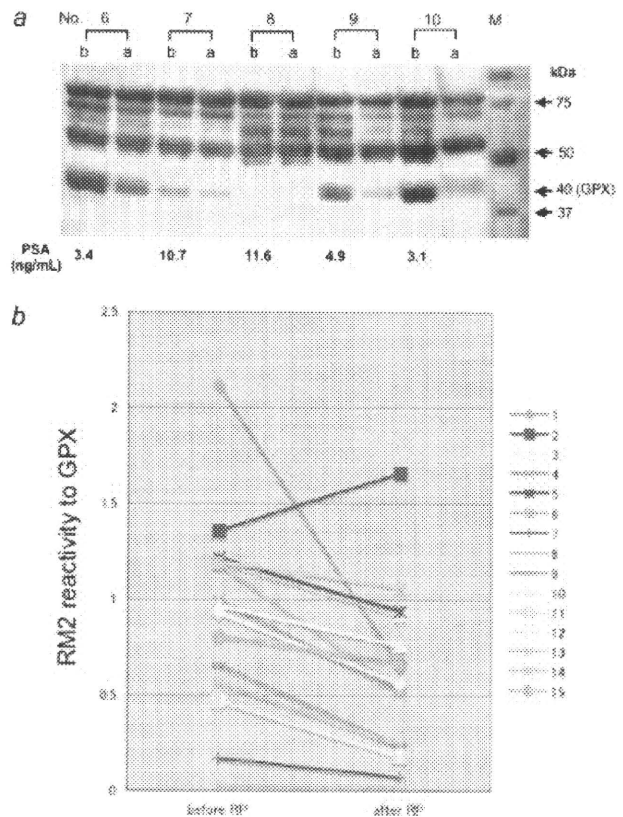 a
No. 6 7 8 9 10 M
b a b a b a b a b a
kDa
75
50
40 (GPX)
37
PSA 3.4 10.7 11.6 4.9 3.1
(ng/mL)
b
2.5
2
1.5
1
0.5
0
RM2 reactivity to GPX
before RP after RP
1
2
3
4
5
6
7
8
9
10
11
12
13
14
15